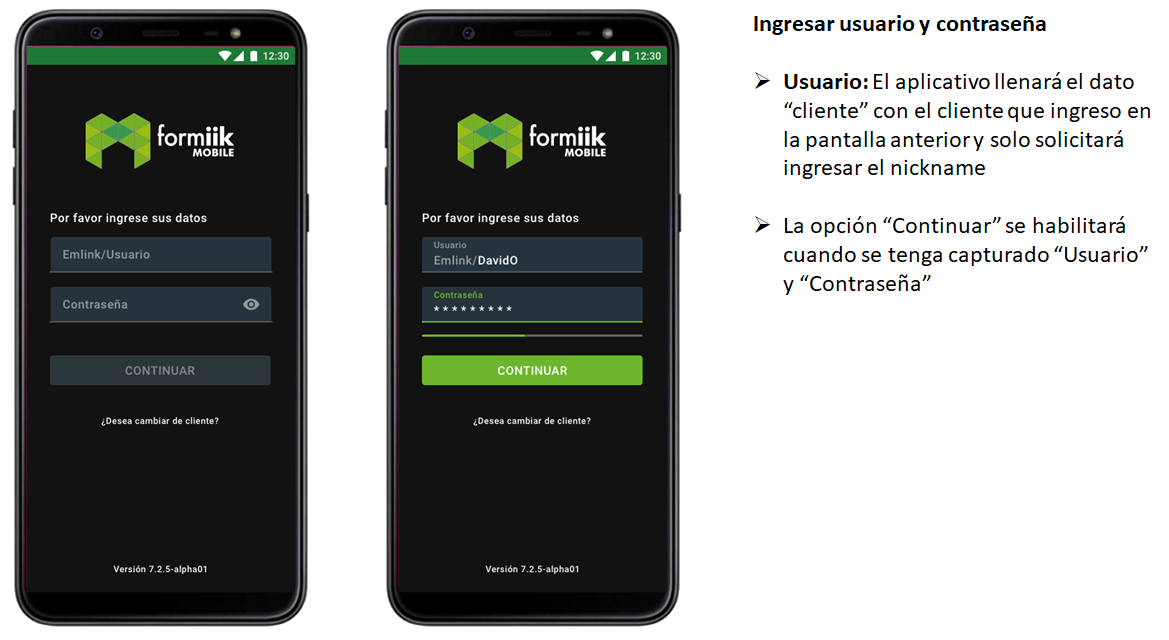 12:30
formiik
MOBILE
Por favor ingrese sus datos
Emlink/Usuario
Contraseña
CONTINUAR
¿Desea cambiar de cliente?
Versión 7.2.5-alpha01
12:30
formiik
MOBILE
Por favor ingrese sus datos
Usuario
Emlink/DavidO
Contraseña
* * * * * * * * *
CONTINUAR
¿Desea cambiar de cliente?
Versión 7.2.5-alpha01
Ingresar usuario y contraseña
➢ Usuario: El aplicativo llenará el dato
“cliente” con el cliente que ingreso en
la pantalla anterior y solo solicitará
ingresar el nickname
➢ La opción “Continuar” se habilitará
cuando se tenga capturado “Usuario”
y “Contraseña”